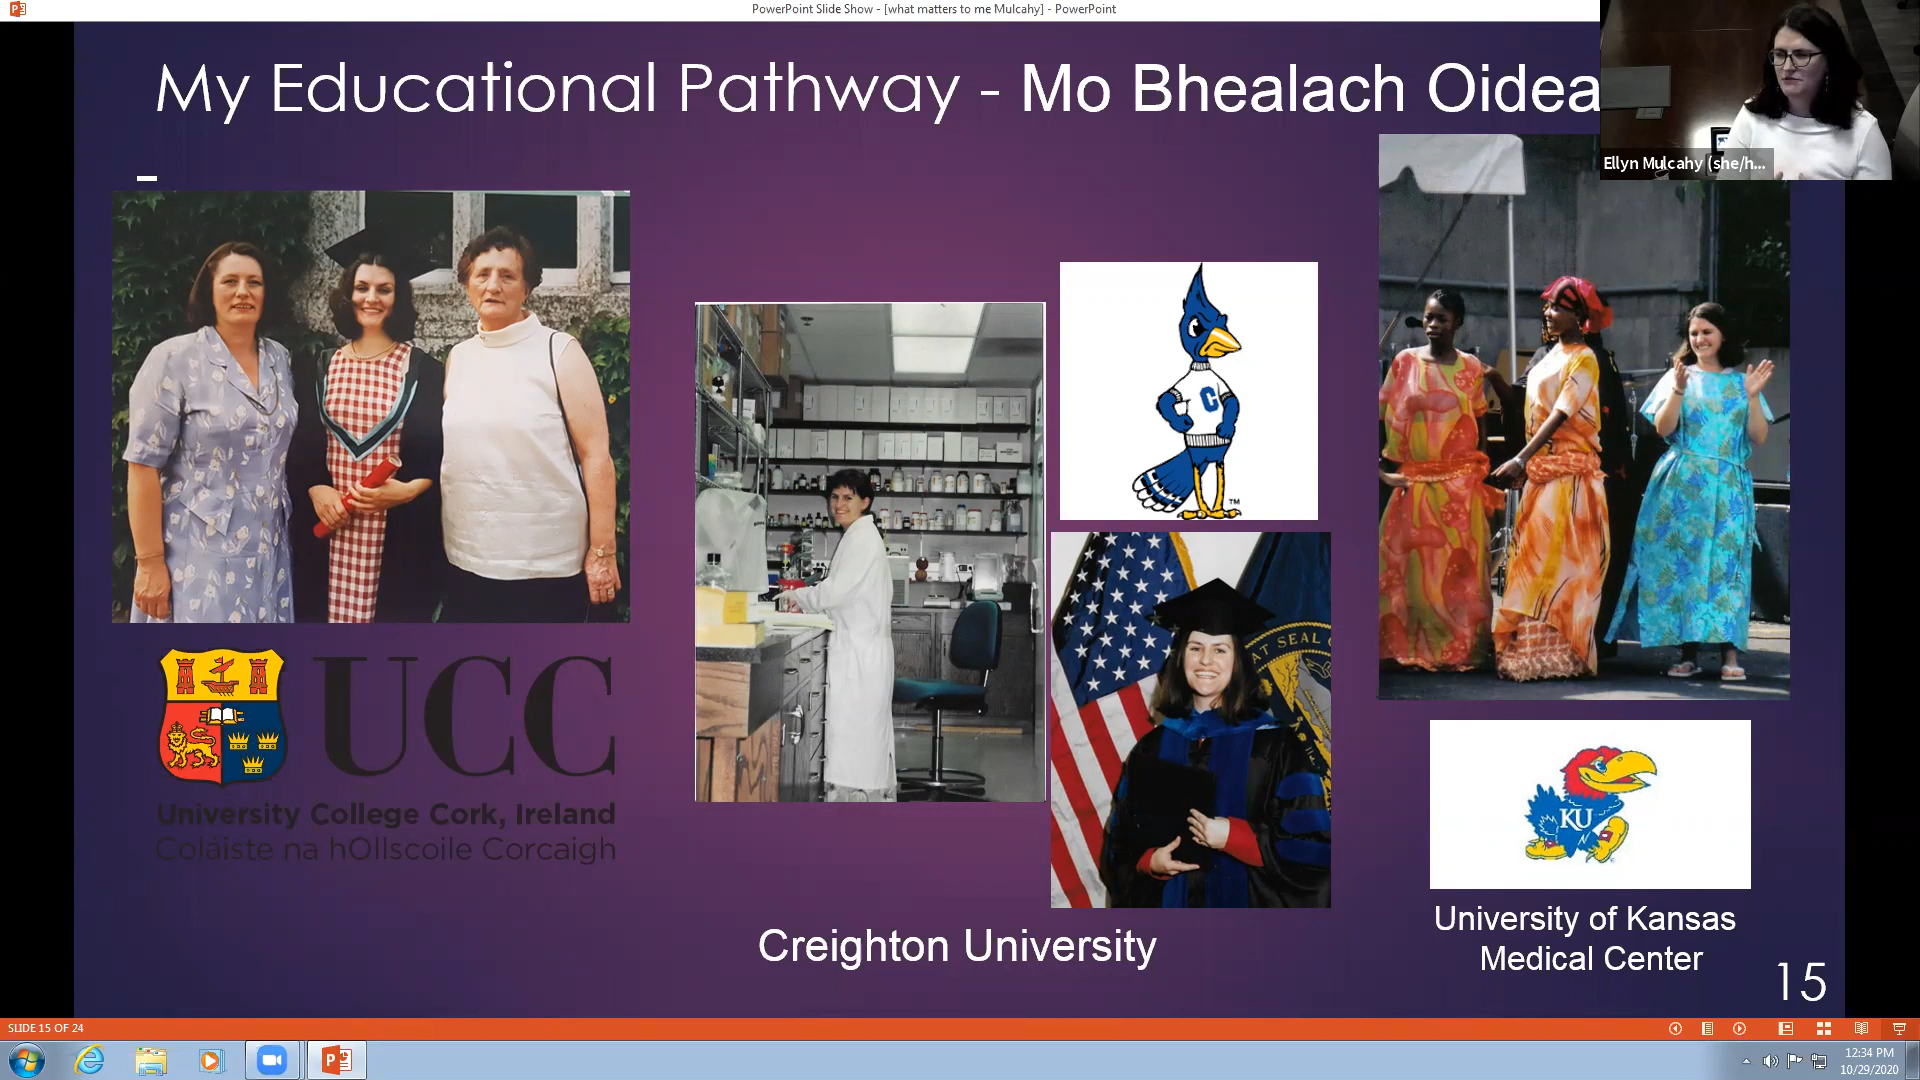 PowerPoint Slide Show - [what matters to me Mulcahy] - PowerPoint
My Educational Pathway - Mo Bhealach Oidea
Ellyn Mulcahy (she/h...
C
TM
UCC
University College Cork, Ireland
Coláiste na hOllscoile Corcaigh
Creighton University
KU
University of Kansas
Medical Center
15
SLIDE 15 OF 24
12:34 PM
10/29/2020